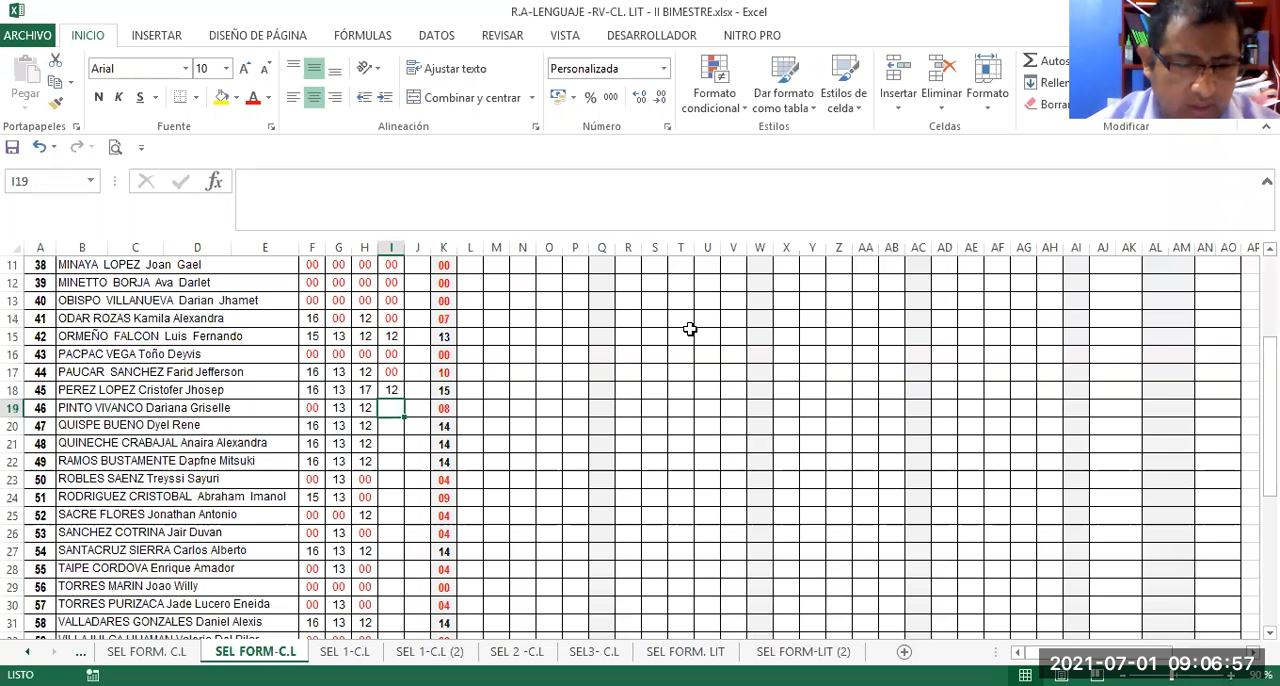 R.A-LENGUAJE -RV-CL. LIT - II BIMESTRE.xlsx - Excel
ARCHIVO INICIO INSERTAR DISEÑO DE PÁGINA FÓRMULAS DATOS REVISAR VISTA DESARROLLADOR NITRO PRO
Arial 10 Ajustar texto Personalizada Autos
Pegar N K S Combinar y centrar % 000 Formato condicional Dar formato como tabla Estilos de celda Insertar Eliminar Formato Rellen
Borrar
Portapapeles Fuente Alineación Número Estilos Celdas Modificar
I19 fx
A B C D E F G H I J K L M N O P Q R S T U V W X Y Z AA AB AC AD AE AF AG AH AI AJ AK AL AM AN AO AP
11 38 MINAYA LOPEZ Joan Gael 00 00 00 00 00
12 39 MINETTO BORJA Ava Darlet 00 00 00 00 00
13 40 OBISPO VILLANUEVA Darian Jhamet 00 00 00 00 00
14 41 ODAR ROZAS Kamila Alexandra 16 00 12 00 07
15 42 ORMEÑO FALCON Luis Fernando 15 13 12 12 13
16 43 PACPAC VEGA Toño Deyvis 00 00 00 00 00
17 44 PAUCAR SANCHEZ Farid Jefferson 16 13 12 00 10
18 45 PEREZ LOPEZ Cristofer Jhosep 16 13 17 12 15
19 46 PINTO VIVANCO Dariana Griselle 00 13 12 08
20 47 QUISPE BUENO Dyel Rene 16 13 12 14
21 48 QUINECHE CRABAJAL Anaira Alexandra 16 13 12 14
22 49 RAMOS BUSTAMENTE Dapfne Mitsuki 16 13 12 14
23 50 ROBLES SAENZ Treyssi Sayuri 00 13 00 04
24 51 RODRIGUEZ CRISTOBAL Abraham Imanol 15 13 00 09
25 52 SACRE FLORES Jonathan Antonio 00 00 12 04
26 53 SANCHEZ COTRINA Jair Duvan 00 13 00 04
27 54 SANTACRUZ SIERRA Carlos Alberto 16 13 12 14
28 55 TAIPE CORDOVA Enrique Amador 00 13 00 04
29 56 TORRES MARIN Joao Willy 00 00 00 00
30 57 TORRES PURIZACA Jade Lucero Eneida 00 13 00 04
31 58 VALLADARES GONZALES Daniel Alexis 16 13 12 14
... SEL FORM. C.L SEL FORM-C.L SEL 1-C.L SEL 1-C.L (2) SEL 2 -C.L SEL3- C.L SEL FORM. LIT SEL FORM-LIT (2)
LISTO 2021-07-01 09:06:57 90 %